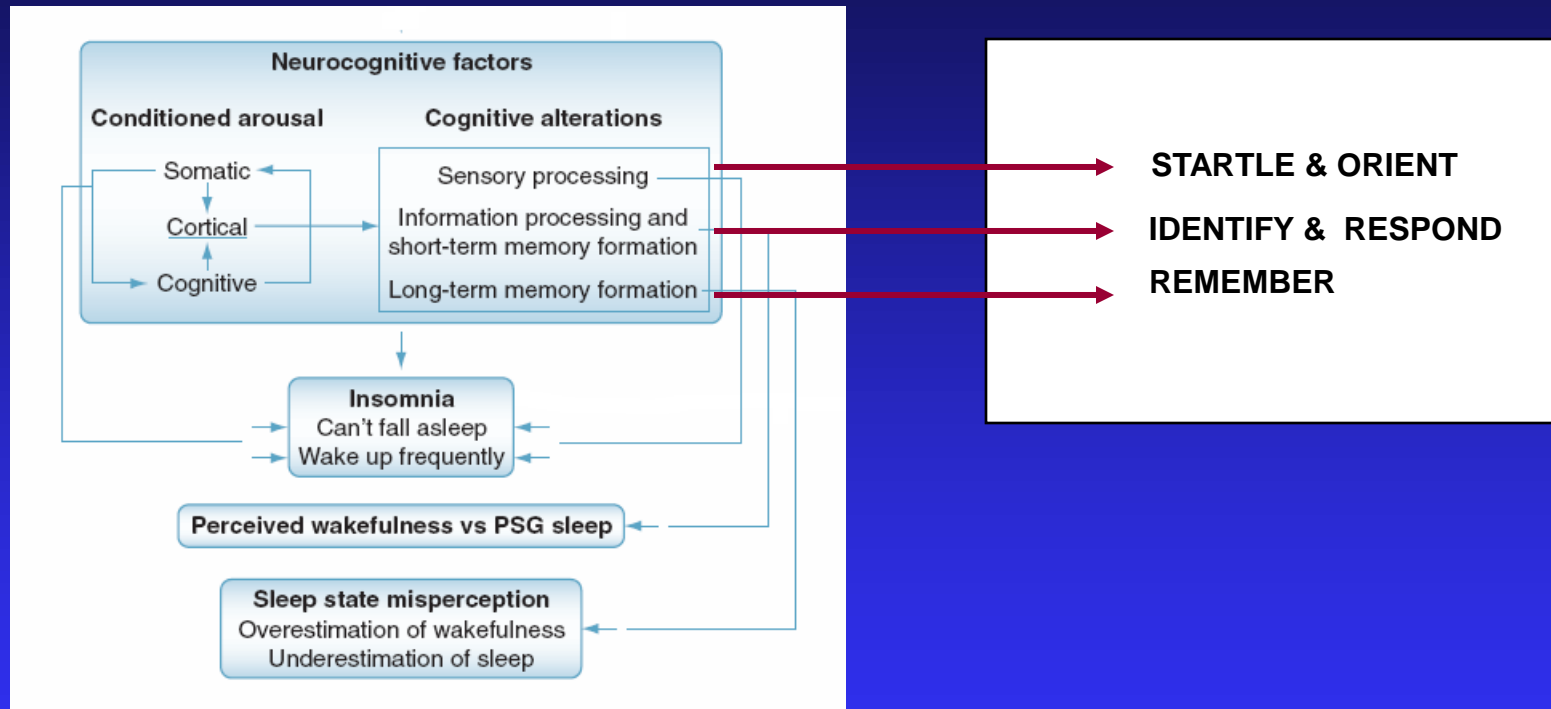 Neurocognitive factors
Conditioned arousal
Cognitive alterations
Somatic
Cortical
Cognitive
Sensory processing
Information processing and
short-term memory formation
Long-term memory formation
STARTLE & ORIENT
IDENTIFY & RESPOND
REMEMBER
Insomnia
Can't fall asleep
Wake up frequently
Perceived wakefulness vs PSG sleep
Sleep state misperception
Overestimation of wakefulness
Underestimation of sleep